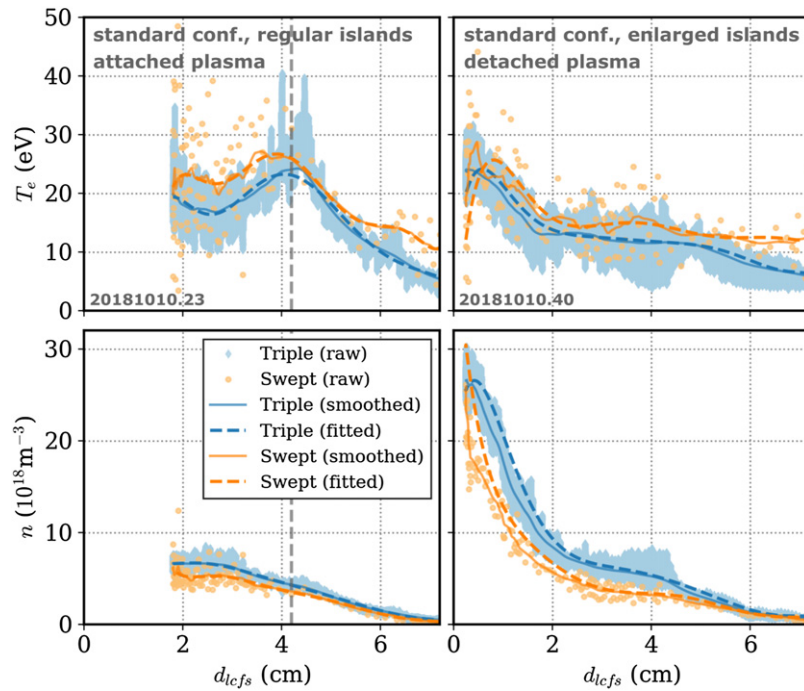 50
40
30
20
10
0
T_e (eV)
standard conf., regular islands
attached plasma
20181010.23
standard conf., enlarged islands
detached plasma
20181010.40
30
20
10
0
n (10^18 m^−3)
Triple (raw)
Swept (raw)
Triple (smoothed)
Triple (fitted)
Swept (smoothed)
Swept (fitted)
0 2 4 6
d_lcfs (cm)
0 2 4 6
d_lcfs (cm)